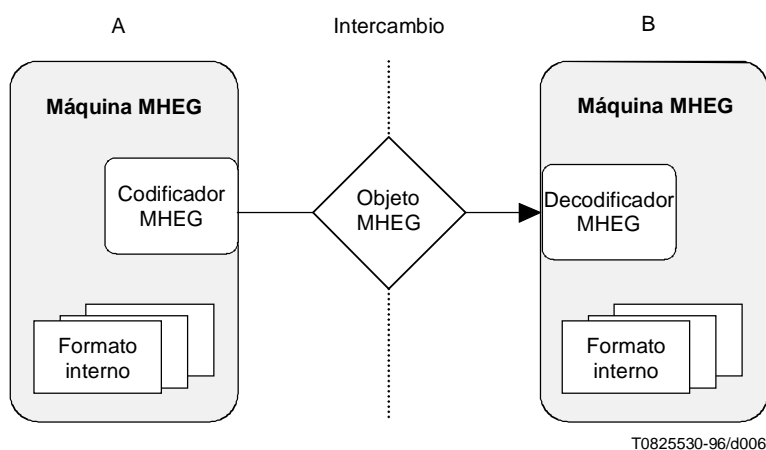 A
Intercambio
B
Máquina MHEG
Máquina MHEG
Codificador
MHEG
Objeto
MHEG
Decodificador
MHEG
Formato
interno
Formato
interno
T0825530-96/d006